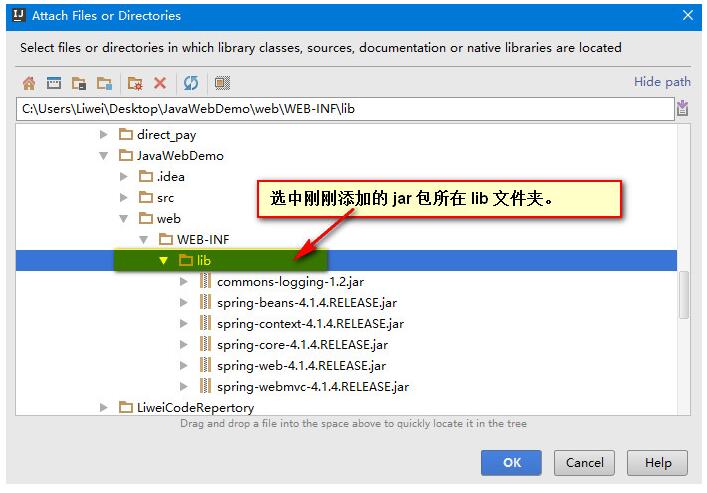 Attach Files or Directories
Select files or directories in which library classes, sources, documentation or native libraries are located
Hide path
C:\Users\Liwei\Desktop\JavaWebDemo\web\WEB-INF\lib
direct_pay
JavaWebDemo
.idea
src
选中刚刚添加的 jar 包所在 lib 文件夹。
web
WEB-INF
lib
commons-logging-1.2.jar
spring-beans-4.1.4.RELEASE.jar
spring-context-4.1.4.RELEASE.jar
spring-core-4.1.4.RELEASE.jar
spring-web-4.1.4.RELEASE.jar
spring-webmvc-4.1.4.RELEASE.jar
LiweiCodeRepertory
Drag and drop a file into the space above to quickly locate it in the tree
OK Cancel Help